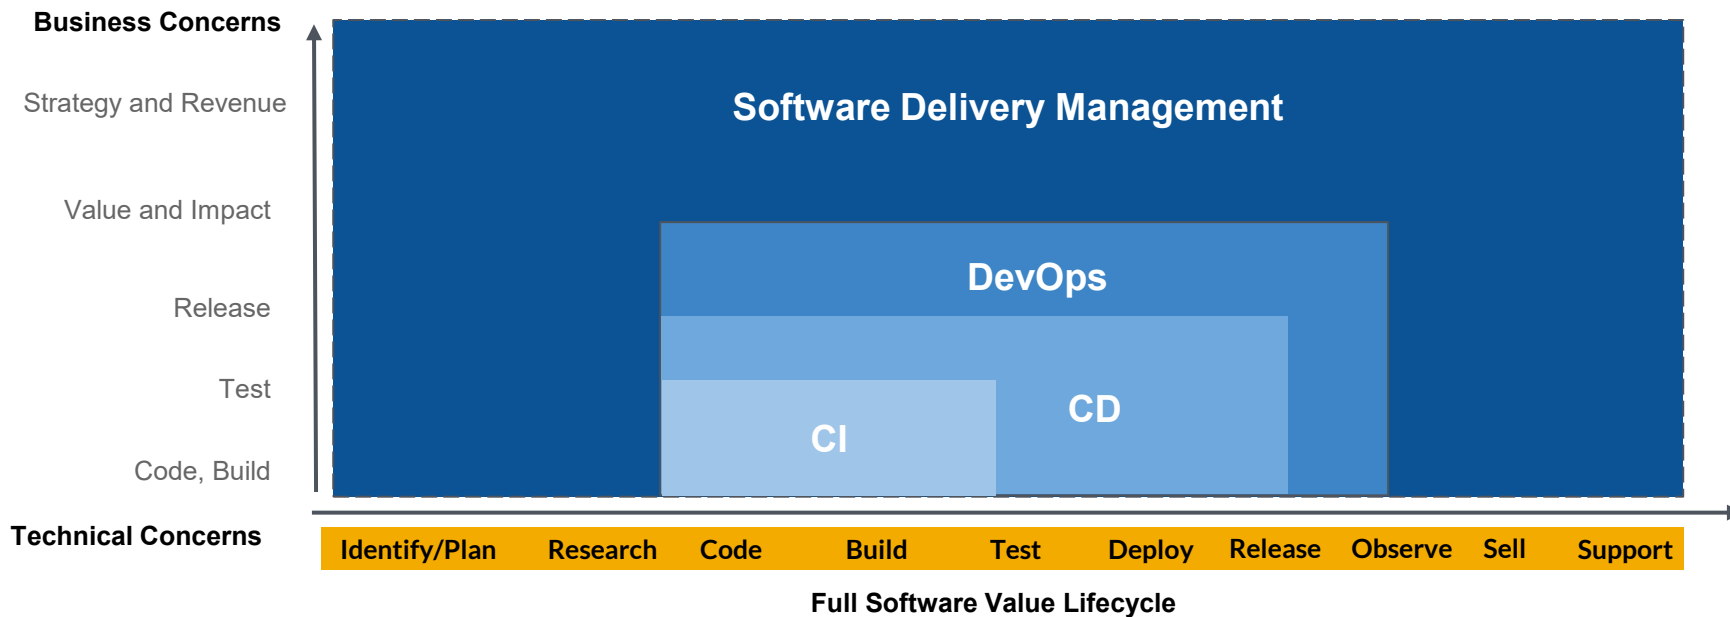 Business Concerns
Strategy and Revenue
Software Delivery Management
Value and Impact
DevOps
Release
Test
CD
CI
Code, Build
Technical Concerns
Identify/Plan Research Code Build Test Deploy Release Observe Sell Support
Full Software Value Lifecycle